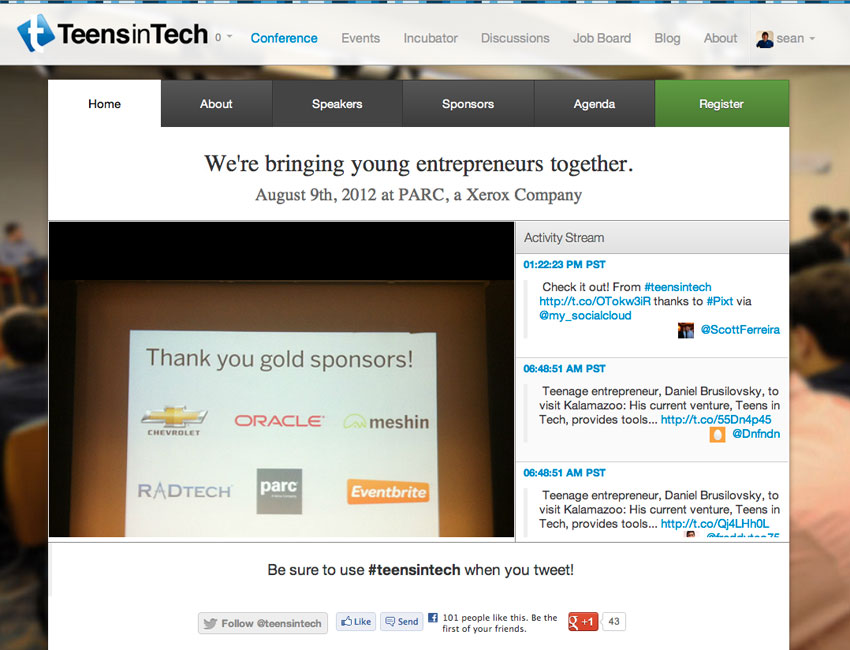 TeensinTech 0 Conference Events Incubator Discussions Job Board Blog About sean
Home About Speakers Sponsors Agenda Register
We're bringing young entrepreneurs together.
August 9th, 2012 at PARC, a Xerox Company
Thank you gold sponsors!
CHEVROLET ORACLE meshin
RADTECH parc Eventbrite
Activity Stream
01:22:23 PM PST
Check it out! From #teensintech
http://t.co/OTokw3iR thanks to #Pixt via
@my_socialcloud
@ScottFerreira
06:48:51 AM PST
Teenage entrepreneur, Daniel Brusilovsky, to
visit Kalamazoo: His current venture, Teens in
Tech, provides tools... http://t.co/55Dn4p45
@Dnfndn
06:48:51 AM PST
Teenage entrepreneur, Daniel Brusilovsky, to
visit Kalamazoo: His current venture, Teens in
Tech, provides tools... http://t.co/Qj4LHh0L
Be sure to use #teensintech when you tweet!
Follow @teensintech Like Send 101 people like this. Be the
first of your friends.
+1 43